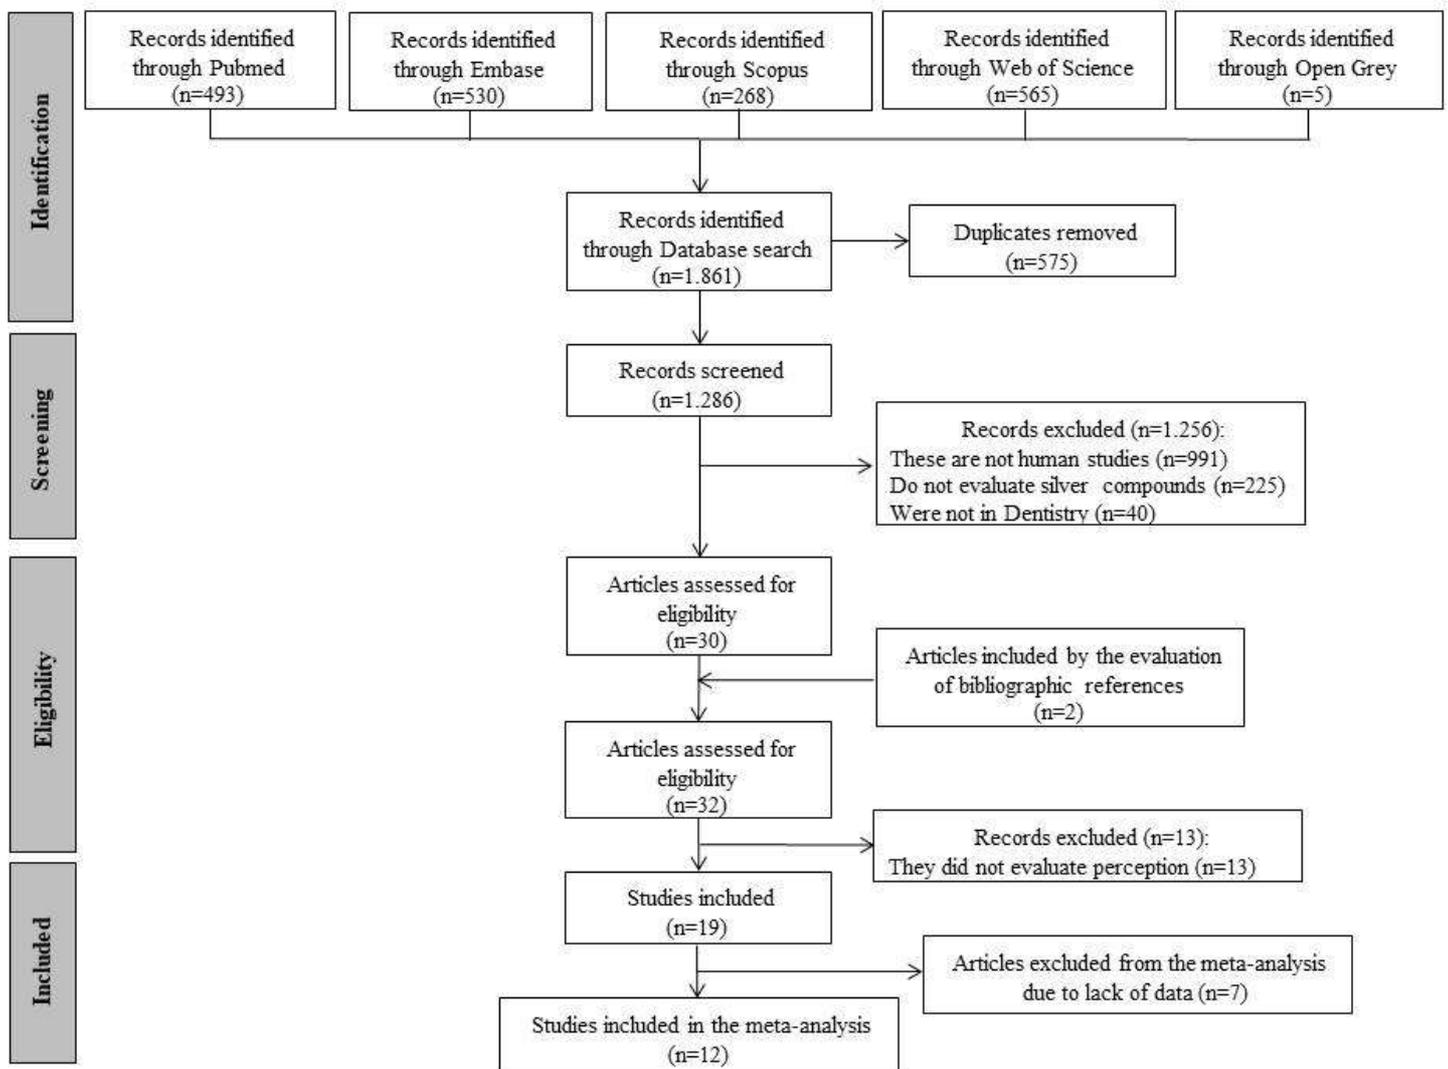 Identification
Records identified
through Pubmed
(n=493)
Records identified
through Embase
(n=530)
Records identified
through Scopus
(n=268)
Records identified
through Web of Science
(n=565)
Records identified
through Open Grey
(n=5)
Records identified
through Database search
(n=1.861)
Duplicates removed
(n=575)
Screening
Records screened
(n=1.286)
Records excluded (n=1.256):
These are not human studies (n=991)
Do not evaluate silver compounds (n=225)
Were not in Dentistry (n=40)
Eligibility
Articles assessed for
eligibility
(n=30)
Articles included by the evaluation
of bibliographic references
(n=2)
Articles assessed for
eligibility
(n=32)
Records excluded (n=13):
They did not evaluate perception (n=13)
Included
Studies included
(n=19)
Articles excluded from the meta-analysis
due to lack of data (n=7)
Studies included in the meta-analysis
(n=12)